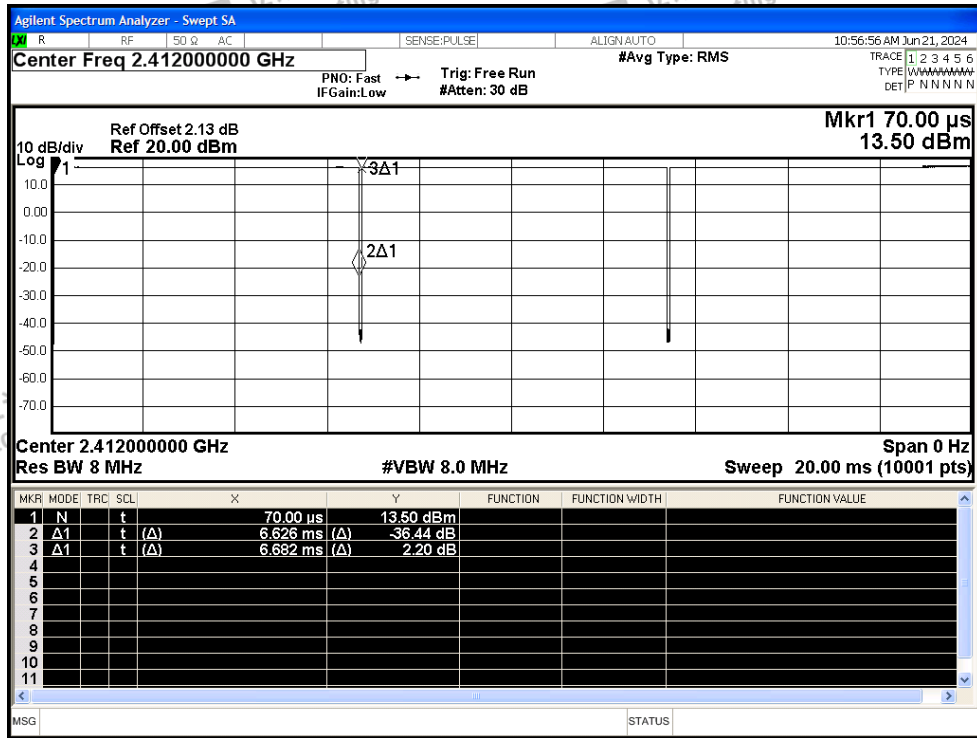 Agilent Spectrum Analyzer - Swept SA
LXI R RF 50 Ω AC SENSE:PULSE ALIGN AUTO 10:56:56 AM Jun 21, 2024
Center Freq 2.412000000 GHz
#Avg Type: RMS
TRACE 1 2 3 4 5 6
PNO: Fast Trig: Free Run
TYPE
IFGain:Low #Atten: 30 dB
DET P N N N N N
Mkr1 70.00 µs
Ref Offset 2.13 dB
10 dB/div Ref 20.00 dBm 13.50 dBm
Log
1
3Δ1
10.0
0.00
-10.0
2Δ1
-20.0
-30.0
-40.0
-50.0
-60.0
-70.0
Center 2.412000000 GHz Span 0 Hz
Res BW 8 MHz #VBW 8.0 MHz Sweep 20.00 ms (10001 pts)
MKR MODE TRC SCL X Y FUNCTION FUNCTION WIDTH FUNCTION VALUE
1 N t 70.00 µs 13.50 dBm
2 Δ1 t (Δ) 6.626 ms (Δ) -36.44 dB
3 Δ1 t (Δ) 6.682 ms (Δ) 2.20 dB
4
5
6
7
8
9
10
11
MSG STATUS